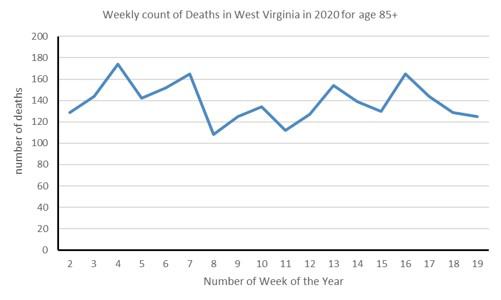 Weekly count of Deaths in West Virginia in 2020 for age 85+
200
180
160
140
120
100
80
60
40
20
0
number of deaths
2 3 4 5 6 7 8 9 10 11 12 13 14 15 16 17 18 19
Number of Week of the Year